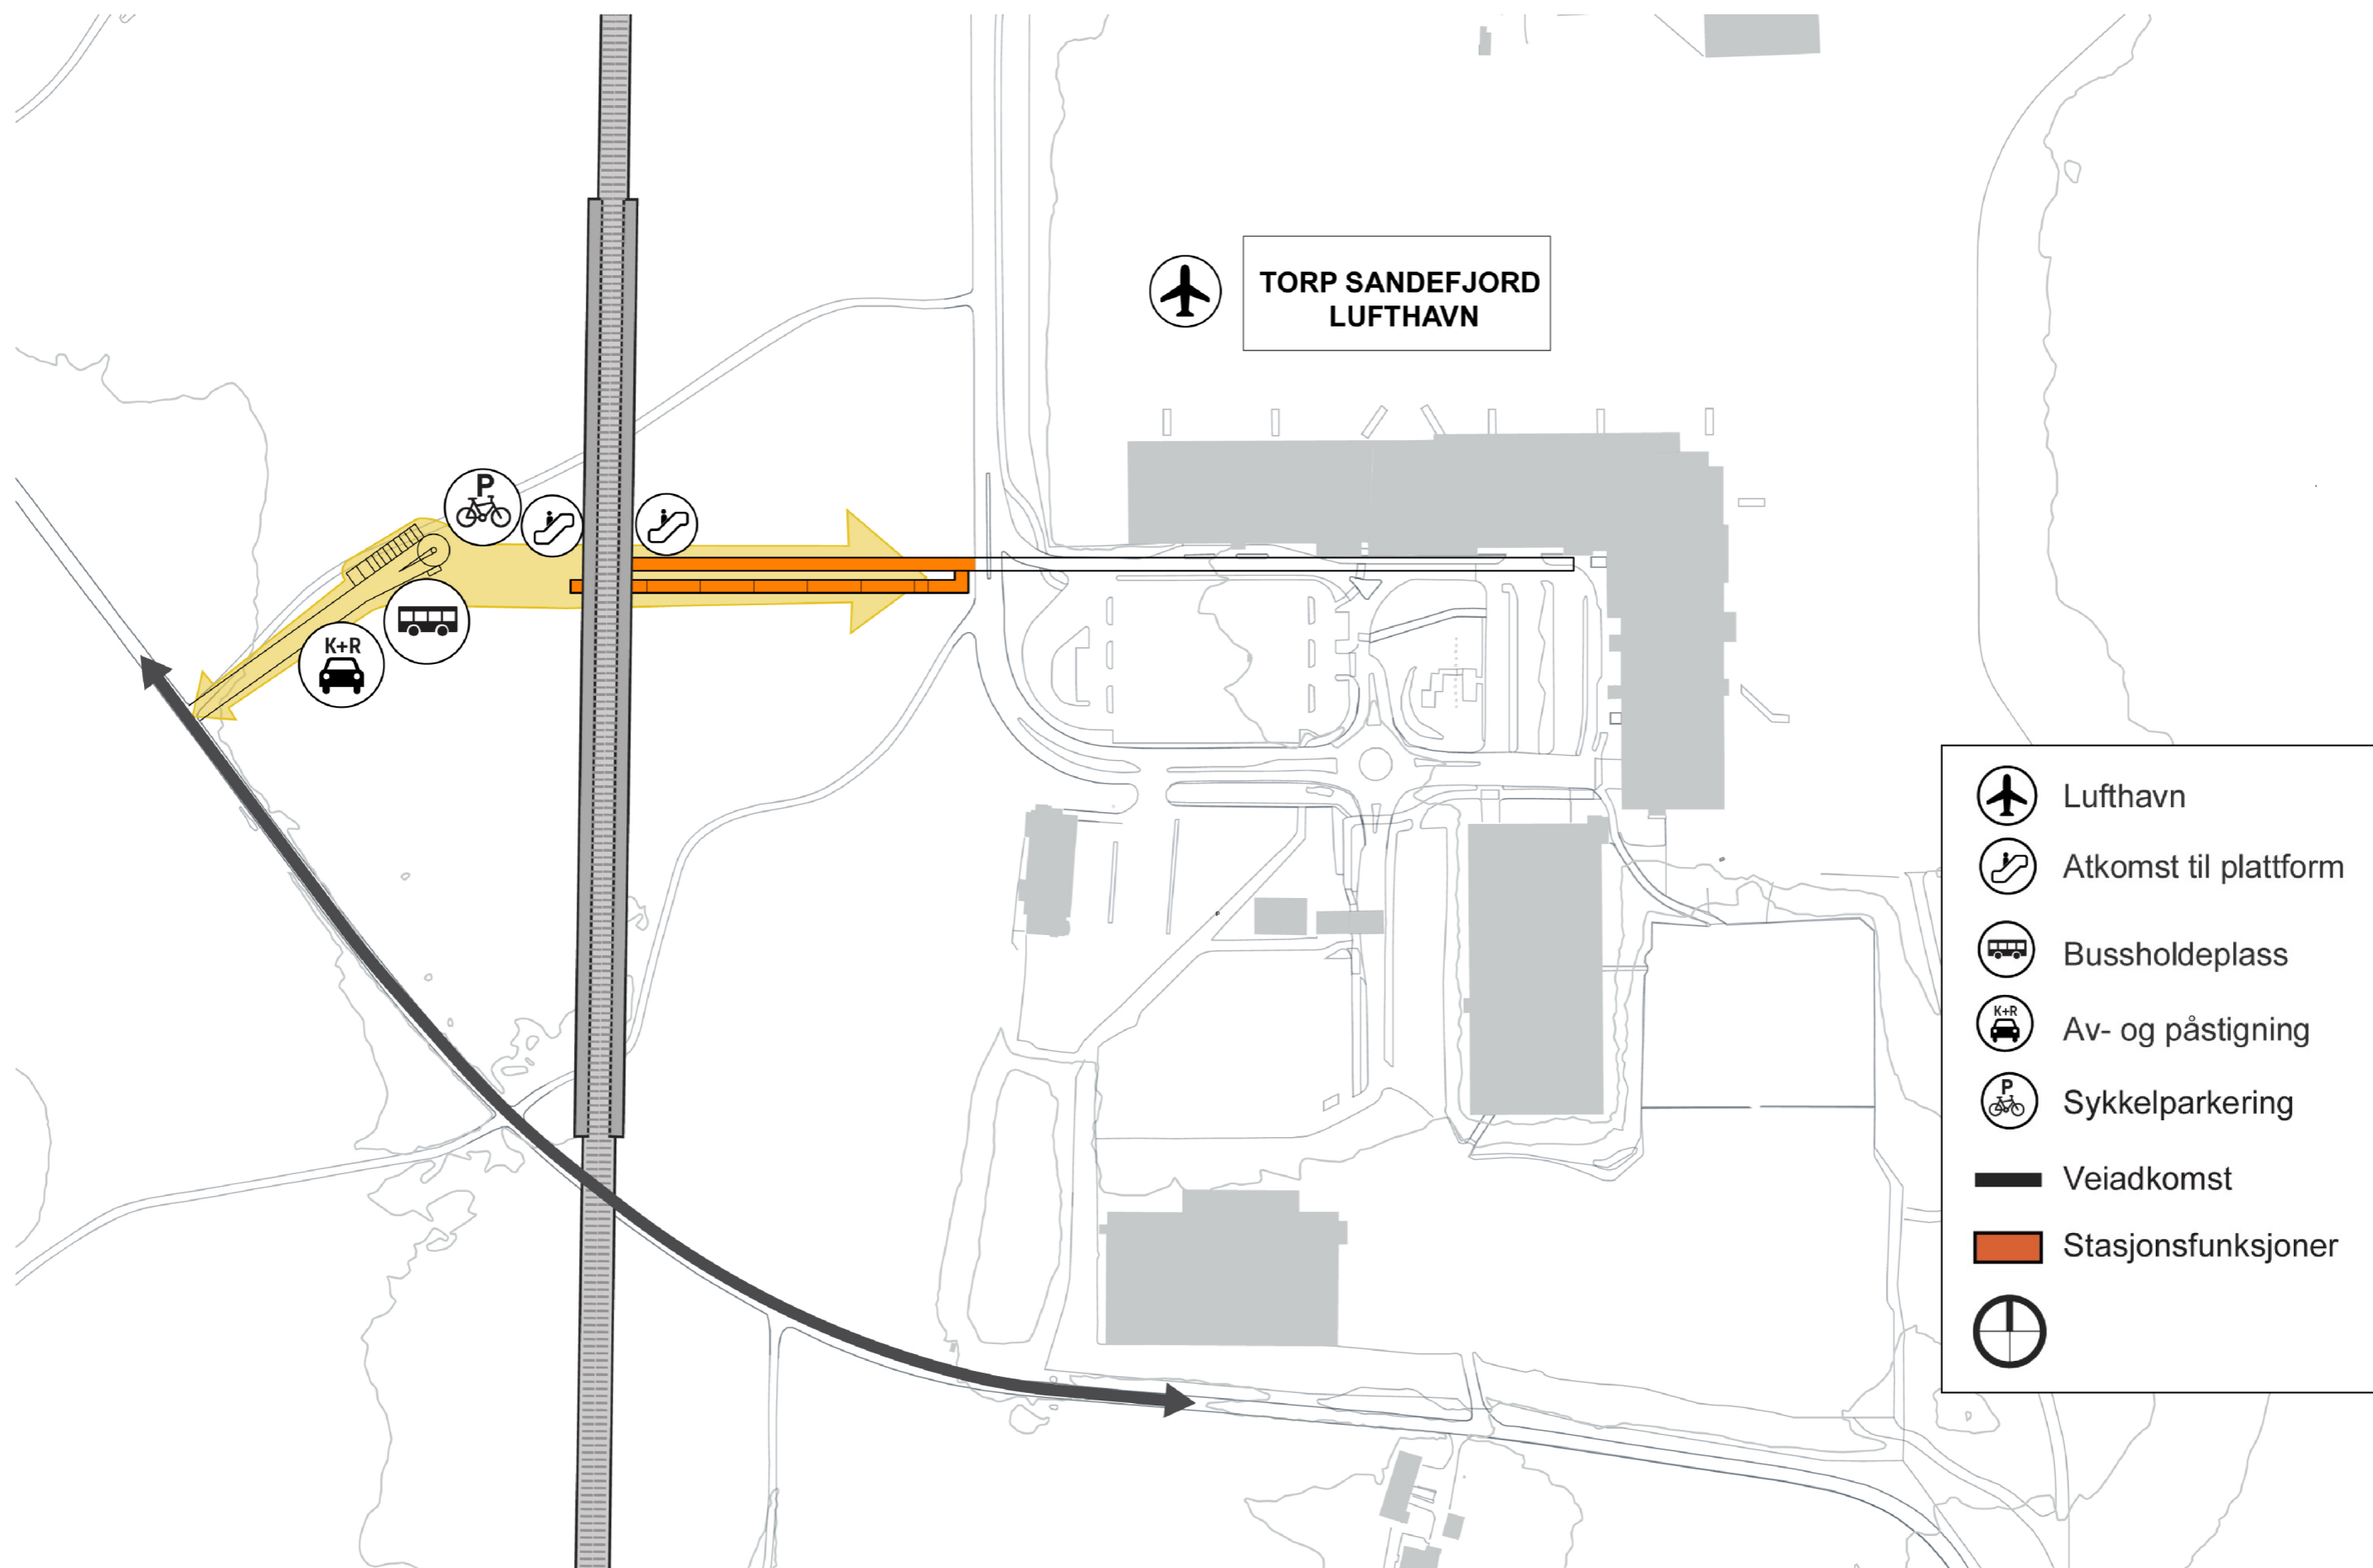 TORP SANDEFJORD
LUFTHAVN
P
K+R
Lufthavn
Atkomst til plattform
Bussholdeplass
K+R
Av- og påstigning
P
Sykkelparkering
Veiadkomst
Stasjonsfunksjoner